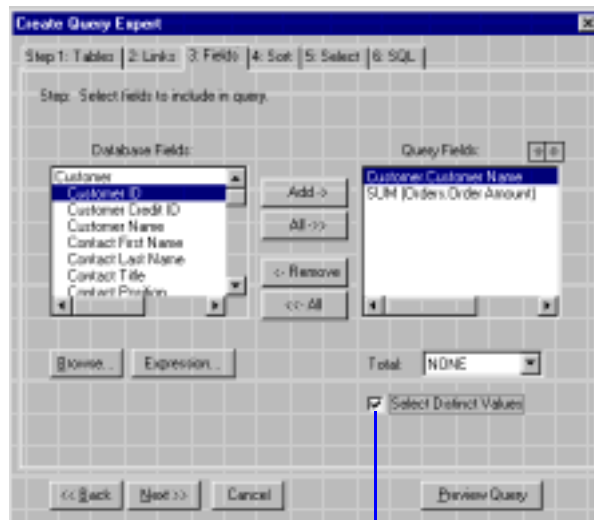 Create Query Expert
Step 1: Tables 2: Links 3: Fields 4: Sort 5: Select 6: SQL
Step: Select fields to include in query.
Database Fields: Query Fields:
Customer
Customer ID
Customer Credit ID
Customer Name
Contact First Name
Contact Last Name
Contact Title
Contact Position
Add ->
All ->>
<- Remove
<<- All
Customer.Customer Name
SUM (Orders.Order Amount)
Browse... Expression...
Total: NONE
Select Distinct Values
<< Back Next >> Cancel Preview Query